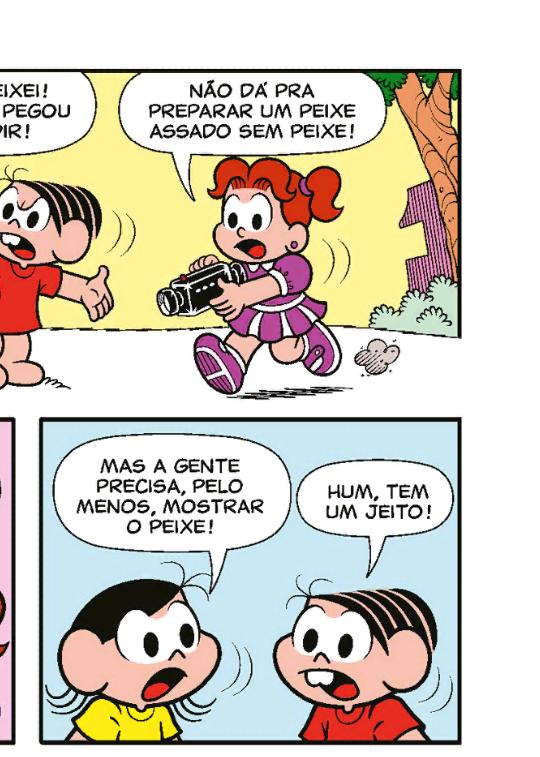 EIXEI!
PEGOU
PIR!
NÃO DÁ PRA
PREPARAR UM PEIXE
ASSADO SEM PEIXE!
MAS A GENTE
PRECISA, PELO
MENOS, MOSTRAR
O PEIXE!
HUM, TEM
UM JEITO!